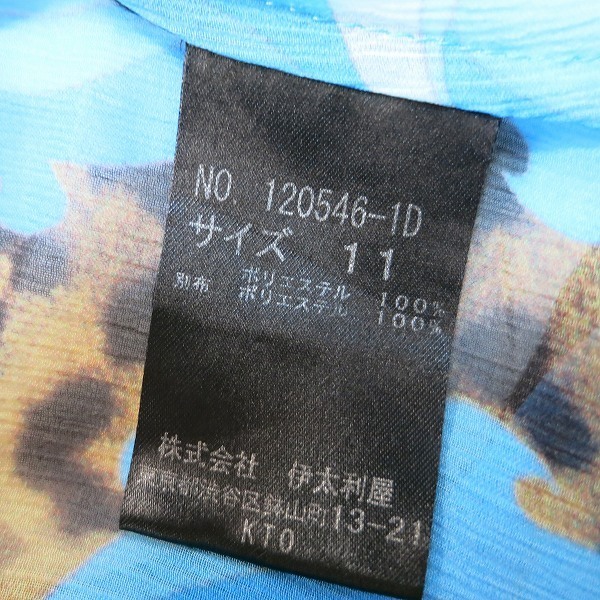 NO. 120546-1D
サイズ 11
ポリエステル 100%
別布 ポリエステル 100%
株式会社 伊太利屋
東京都渋谷区鉢山町13-21
KTO